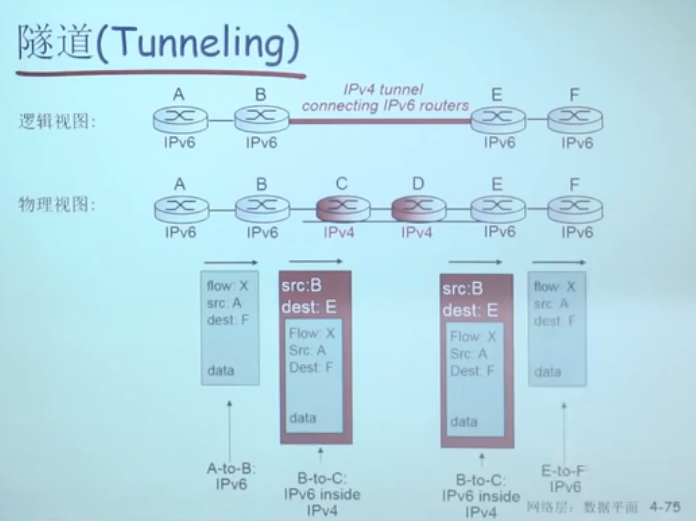 隧道(Tunneling)
IPv4 tunnel
connecting IPv6 routers
A B E F
逻辑视图:
IPv6 IPv6 IPv6 IPv6
A B C D E F
物理视图:
IPv6 IPv6 IPv4 IPv4 IPv6 IPv6
flow: X
src: A
dest: F
data
src:B
dest: E
Flow: X
Src: A
Dest: F
data
src:B
dest: E
Flow: X
Src: A
Dest: F
data
flow: X
src: A
dest: F
data
A-to-B:
IPv6
B-to-C:
IPv6 inside
IPv4
B-to-C:
IPv6 inside
IPv4
E-to-F
IPv6
网络层：数据平面 4-75